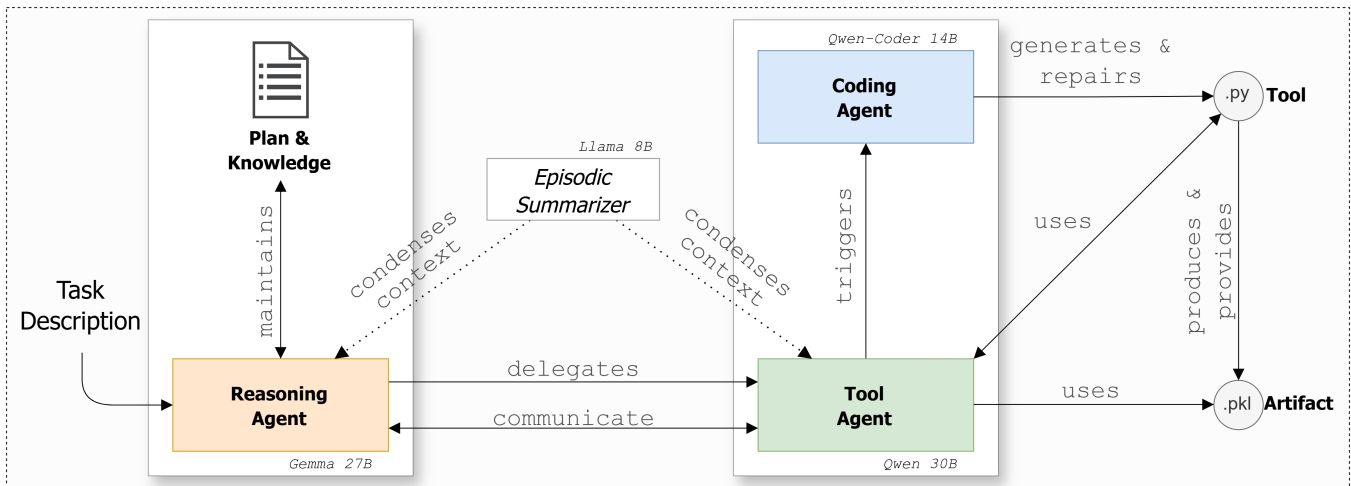 Plan &
Knowledge
maintains
Task
Description
Reasoning
Agent
Gemma 27B
Llama 8B
Episodic
Summarizer
condenses
context
condenses
context
delegates
communicate
Qwen-Coder 14B
Coding
Agent
triggers
Tool
Agent
Qwen 30B
generates &
repairs
.py Tool
uses
produces &
provides
uses
.pkl Artifact